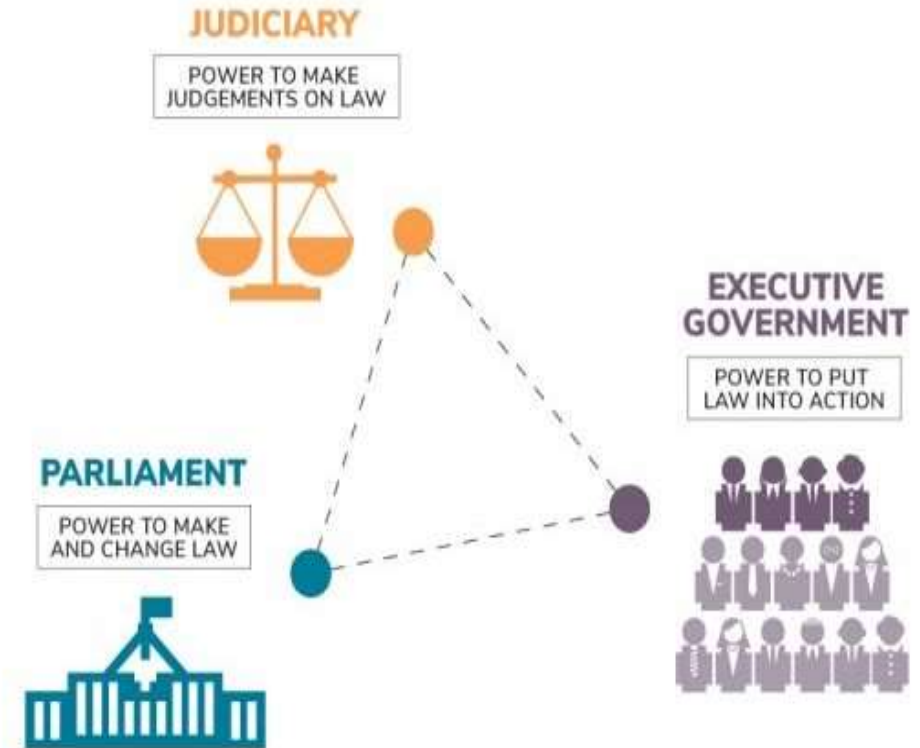 JUDICIARY
POWER TO MAKE
JUDGEMENTS ON LAW
EXECUTIVE
GOVERNMENT
POWER TO PUT
LAW INTO ACTION
PARLIAMENT
POWER TO MAKE
AND CHANGE LAW